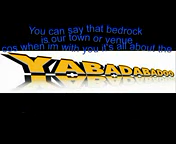 You can say that bedrock
is our town or venue
cos when im with you it's all about the
YABADABADOO